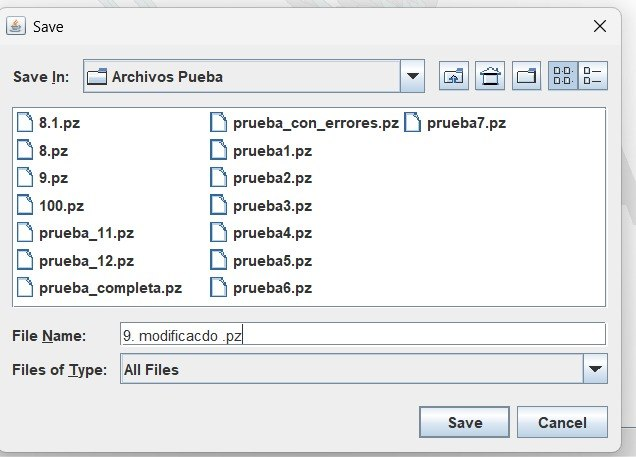 Save
Save In: Archivos Pueba
8.1.pz
8.pz
9.pz
100.pz
prueba_11.pz
prueba_12.pz
prueba_completa.pz
prueba_con_errores.pz
prueba1.pz
prueba2.pz
prueba3.pz
prueba4.pz
prueba5.pz
prueba6.pz
prueba7.pz
File Name: 9. modificacdo .pz
Files of Type: All Files
Save Cancel